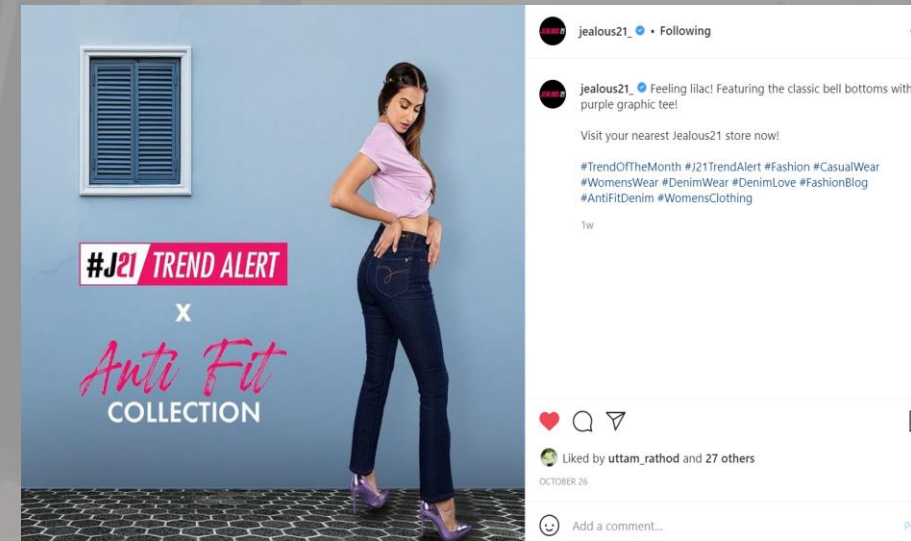 #J21 TREND ALERT
X
Anti Fit
COLLECTION
jealous21_ • Following
jealous21_ Feeling lilac! Featuring the classic bell bottoms with
purple graphic tee!
Visit your nearest Jealous21 store now!
#TrendOfTheMonth #J21TrendAlert #Fashion #CasualWear
#WomensWear #DenimWear #DenimLove #FashionBlog
#AntiFitDenim #WomensClothing
1w
Liked by uttam_rathod and 27 others
OCTOBER 26
Add a comment...